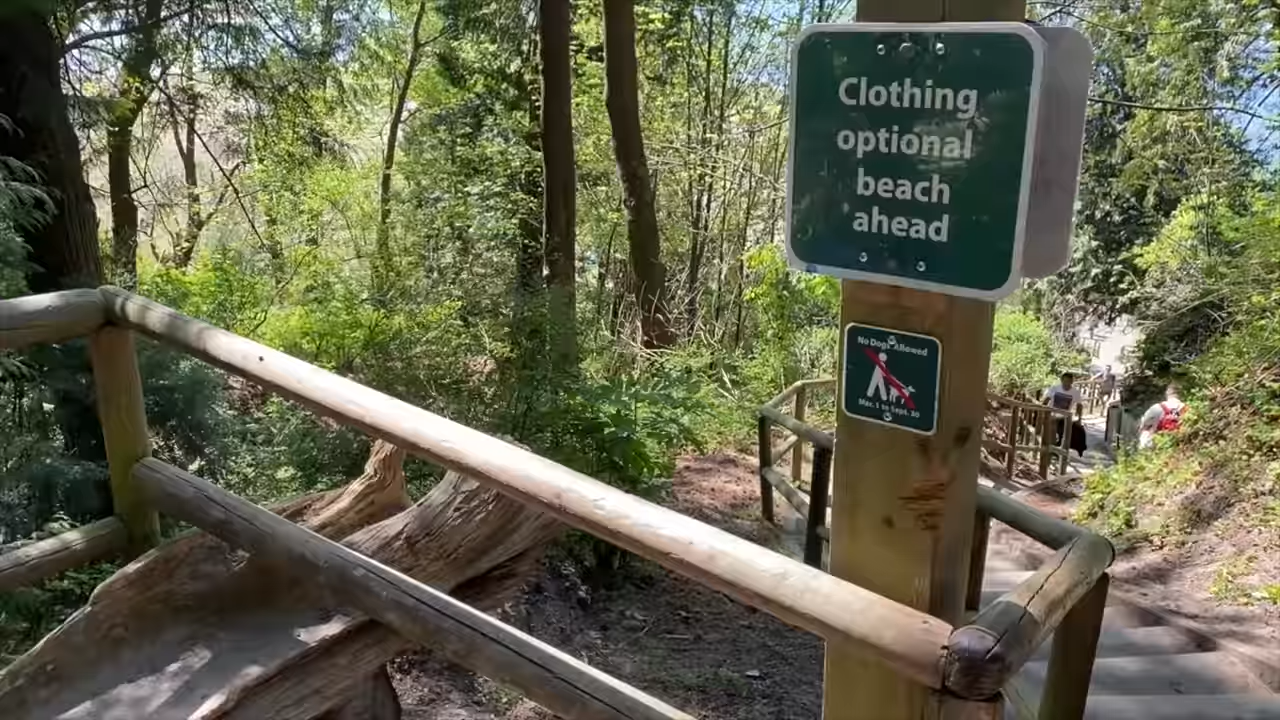 Clothing
optional
beach
ahead
No Dogs Allowed
Mar. 1 to Sept. 30